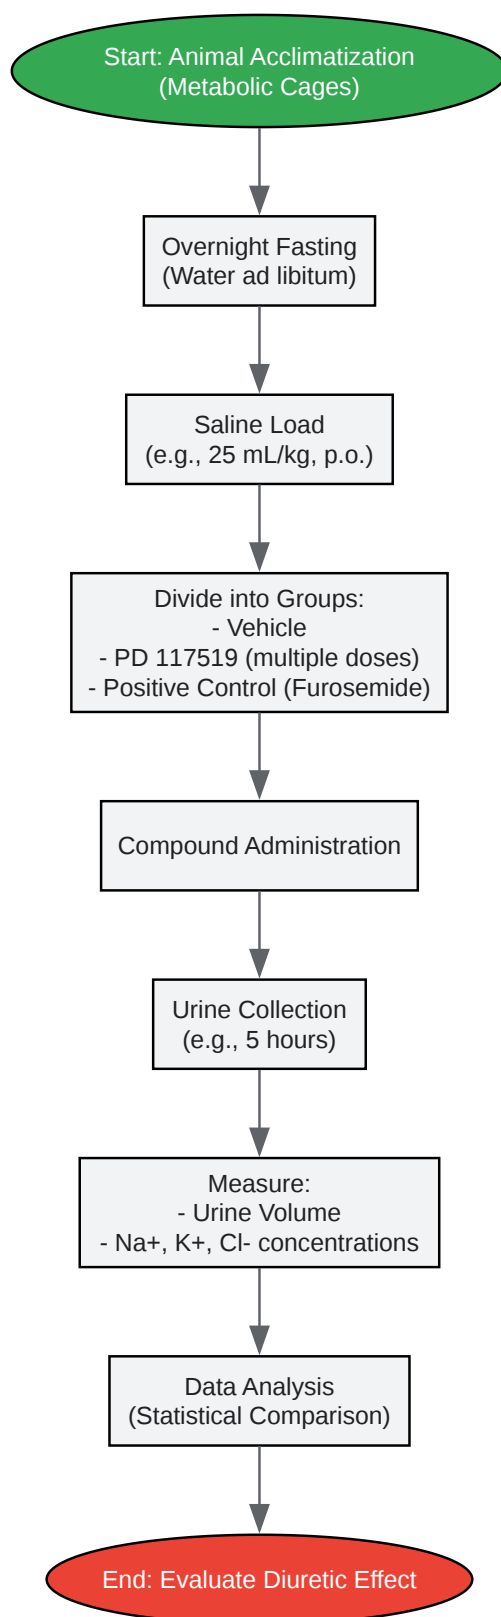 Start: Animal Acclimatization
(Metabolic Cages)
Overnight Fasting
(Water ad libitum)
Saline Load
(e.g., 25 mL/kg, p.o.)
Divide into Groups:
- Vehicle
- PD 117519 (multiple doses)
- Positive Control (Furosemide)
Compound Administration
Urine Collection
(e.g., 5 hours)
Measure:
- Urine Volume
- Na+, K+, Cl- concentrations
Data Analysis
(Statistical Comparison)
End: Evaluate Diuretic Effect